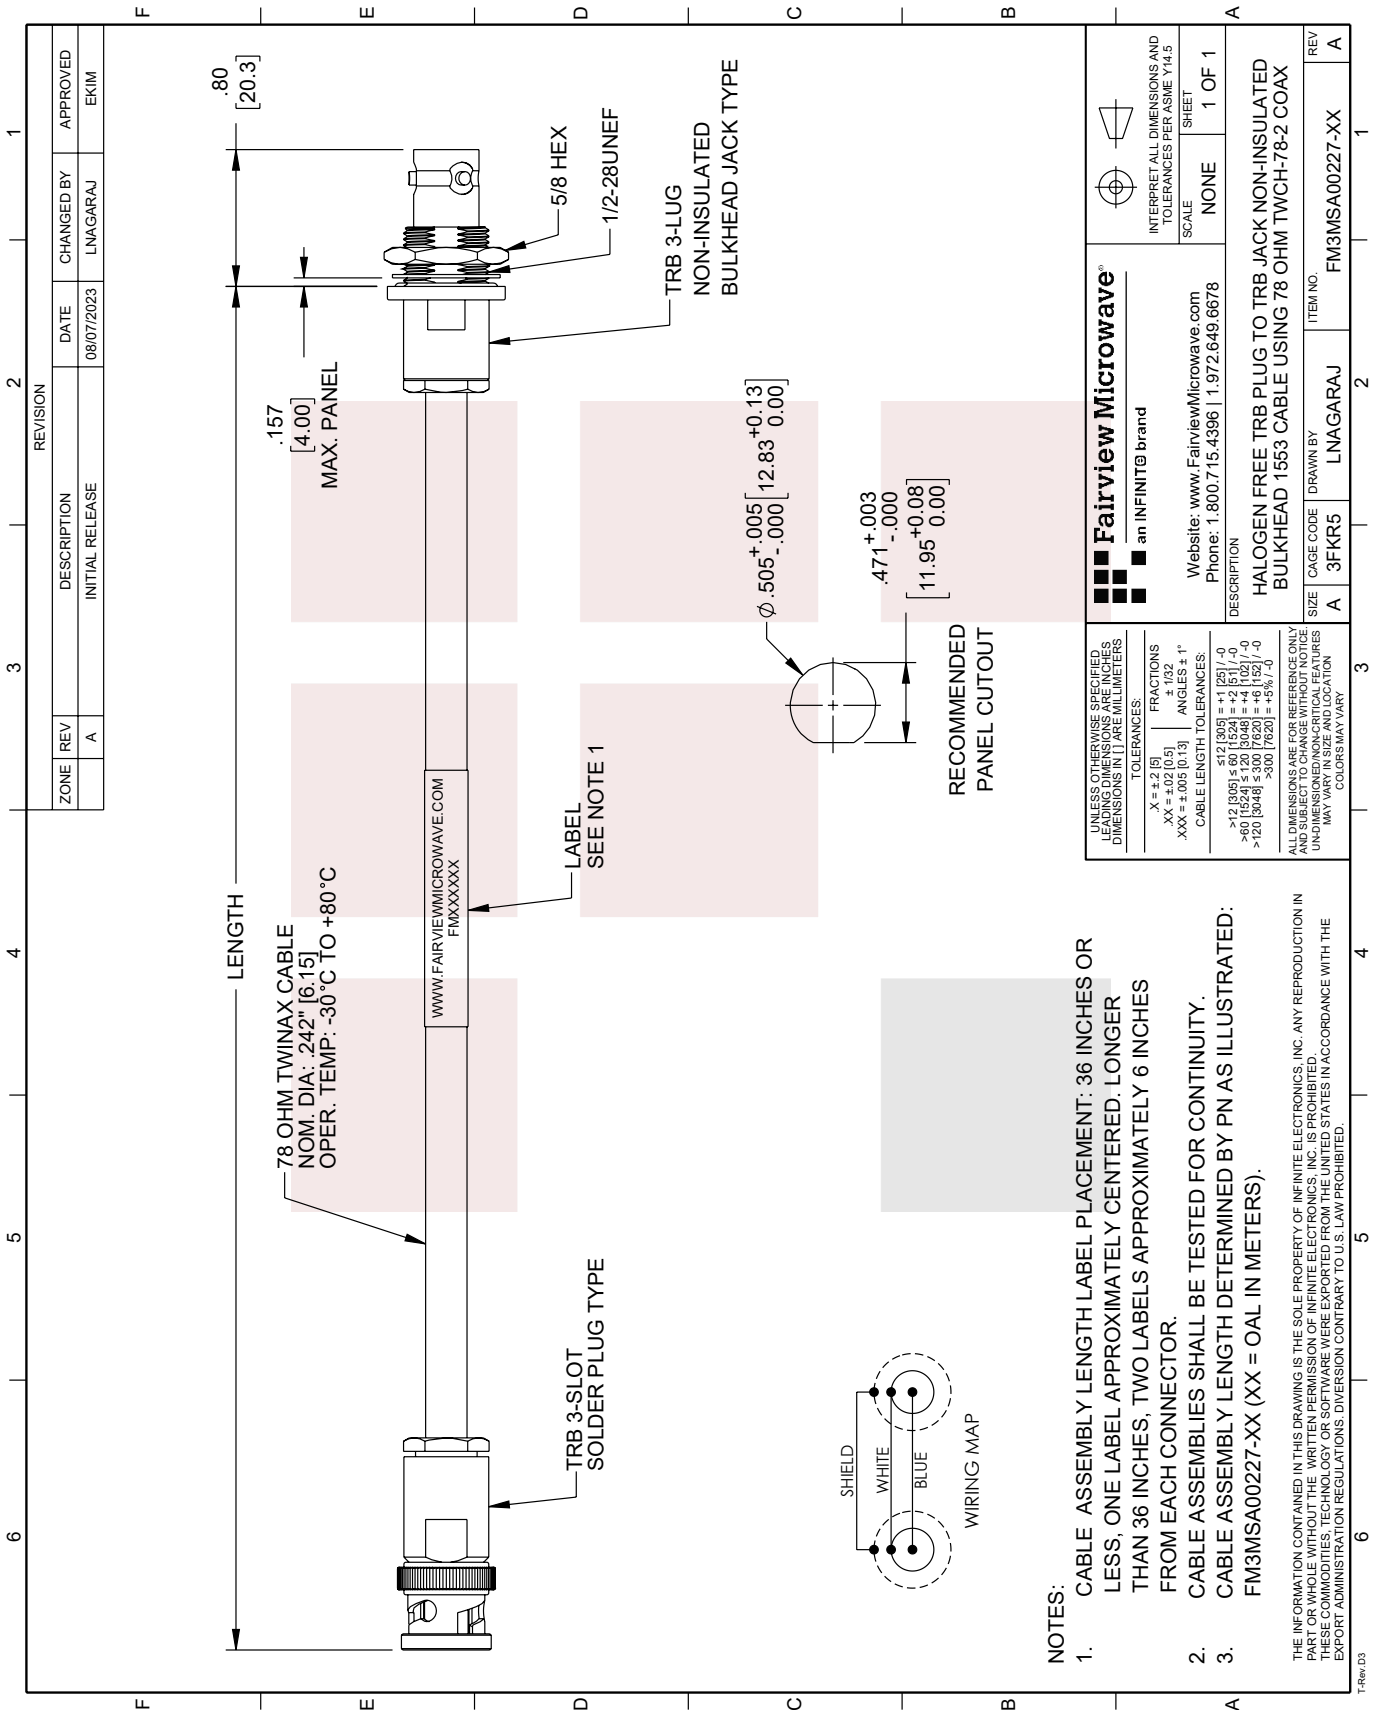 REVISION
ZONE REV DESCRIPTION DATE CHANGED BY APPROVED
A INITIAL RELEASE 08/07/2023 LNAGARAJ EKIM
6 5 4 3 2 1
F
E
D
C
B
A
F
E
D
C
B
A
LENGTH
.80
[20.3]
.157
[4.00]
MAX. PANEL
78 OHM TWINAX CABLE
NOM. DIA: .242" [6.15]
OPER. TEMP: -30°C TO +80°C
WWW.FAIRVIEWMICROWAVE.COM
FMXXXXX
5/8 HEX
1/2-28UNEF
TRB 3-LUG
NON-INSULATED
BULKHEAD JACK TYPE
LABEL
SEE NOTE 1
TRB 3-SLOT
SOLDER PLUG TYPE
Ø.505 +.005 -.000 [12.83 +0.13 0.00]
.471 +.003 -.000
[11.95 +0.08 0.00]
RECOMMENDED
PANEL CUTOUT
SHIELD
WHITE
BLUE
WIRING MAP
NOTES:
1. CABLE ASSEMBLY LENGTH LABEL PLACEMENT: 36 INCHES OR
LESS, ONE LABEL APPROXIMATELY CENTERED. LONGER
THAN 36 INCHES, TWO LABELS APPROXIMATELY 6 INCHES
FROM EACH CONNECTOR.
2. CABLE ASSEMBLIES SHALL BE TESTED FOR CONTINUITY.
3. CABLE ASSEMBLY LENGTH DETERMINED BY PN AS ILLUSTRATED:
FM3MSA00227-XX (XX = OAL IN METERS).
THE INFORMATION CONTAINED IN THIS DRAWING IS THE SOLE PROPERTY OF INFINITE ELECTRONICS, INC. ANY REPRODUCTION IN
PART OR WHOLE WITHOUT THE WRITTEN PERMISSION OF INFINITE ELECTRONICS, INC. IS PROHIBITED.
THESE COMMODITIES, TECHNOLOGY OR SOFTWARE WERE EXPORTED FROM THE UNITED STATES IN ACCORDANCE WITH THE
EXPORT ADMINISTRATION REGULATIONS. DIVERSION CONTRARY TO U.S. LAW PROHIBITED.
UNLESS OTHERWISE SPECIFIED
LEADING DIMENSIONS ARE INCHES
DIMENSIONS IN [ ] ARE MILLIMETERS
TOLERANCES:
.X = ±.2 [5] FRACTIONS
.XX = ±.02 [0.5] ± 1/32
.XXX = ±.005 [0.13] ANGLES ± 1°
CABLE LENGTH TOLERANCES:
≤12 [305] = +1 [25] / -0
>12 [305] ≤ 60 [1524] = +2 [51] / -0
>60 [1524] ≤ 120 [3048] = +4 [102] / -0
>120 [3048] ≤ 300 [7620] = +6 [152] / -0
>300 [7620] = +5% / -0
ALL DIMENSIONS ARE FOR REFERENCE ONLY
AND SUBJECT TO CHANGE WITHOUT NOTICE.
UN-DIMENSIONED/NON-CRITICAL FEATURES
MAY VARY IN SIZE AND LOCATION
COLORS MAY VARY
Fairview Microwave®
an INFINIT® brand
Website: www.FairviewMicrowave.com
Phone: 1.800.715.4396 | 1.972.649.6678
INTERPRET ALL DIMENSIONS AND
TOLERANCES PER ASME Y14.5
SCALE NONE
SHEET 1 OF 1
DESCRIPTION
HALOGEN FREE TRB PLUG TO TRB JACK NON-INSULATED
BULKHEAD 1553 CABLE USING 78 OHM TWCH-78-2 COAX
SIZE A
CAGE CODE 3FKR5
DRAWN BY LNAGARAJ
ITEM NO. FM3MSA00227-XX
REV A
6 5 4 3 2 1
T-Rev.D3